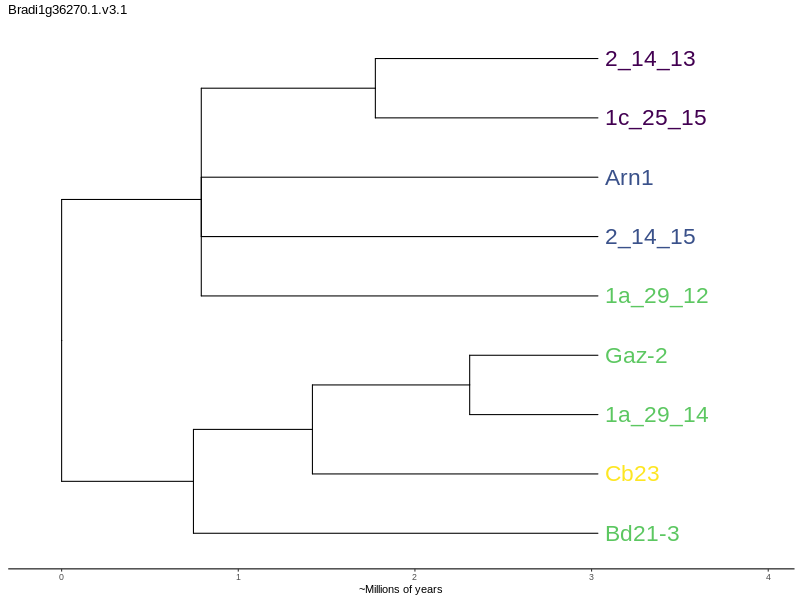 Bradi1g36270.1.v3.1
2_14_13
1c_25_15
Arn1
2_14_15
1a_29_12
Gaz-2
1a_29_14
Cb23
Bd21-3
0 1 2 3 4
~Millions of years